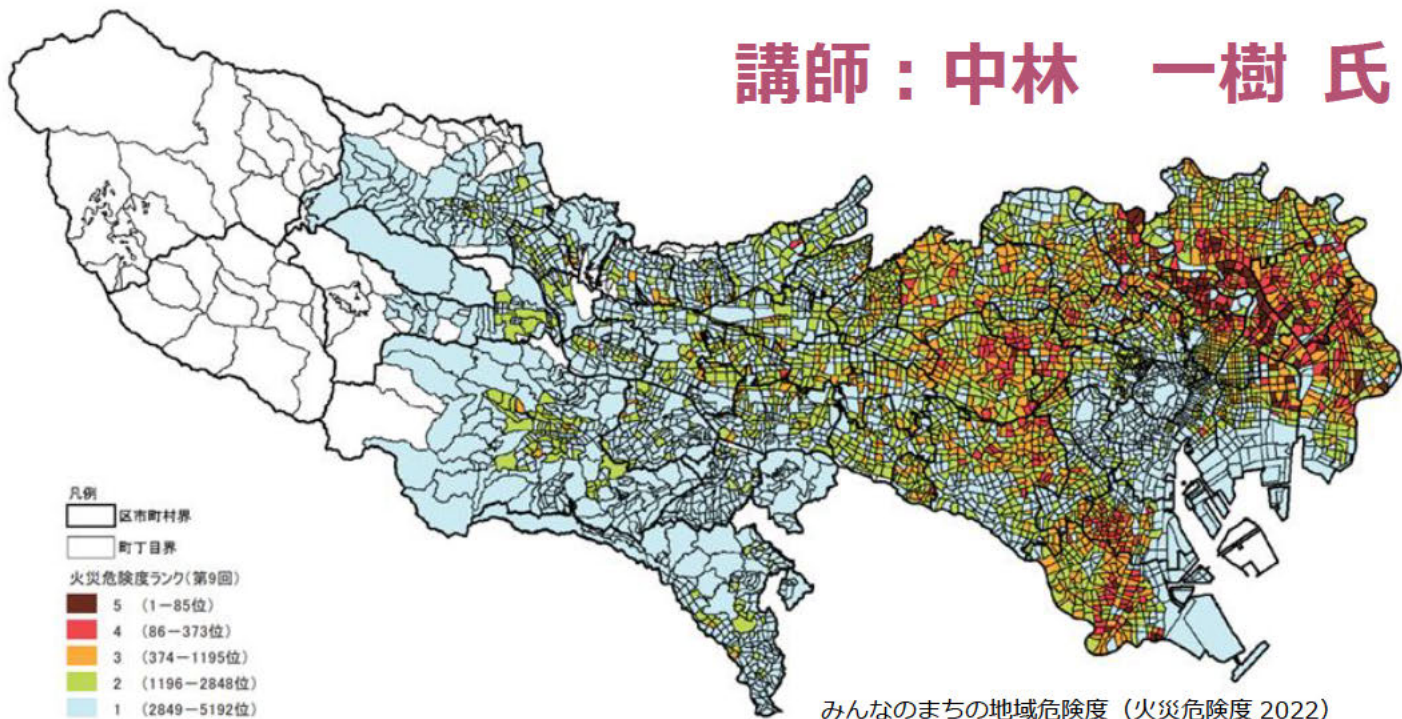 講師：中林　一樹 氏
凡例
区市町村界
町丁目界
火災危険度ランク(第9回)
5 (1－85位)
4 (86－373位)
3 (374－1195位)
2 (1196－2848位)
1 (2849－5192位)
みんなのまちの地域危険度（火災危険度 2022）